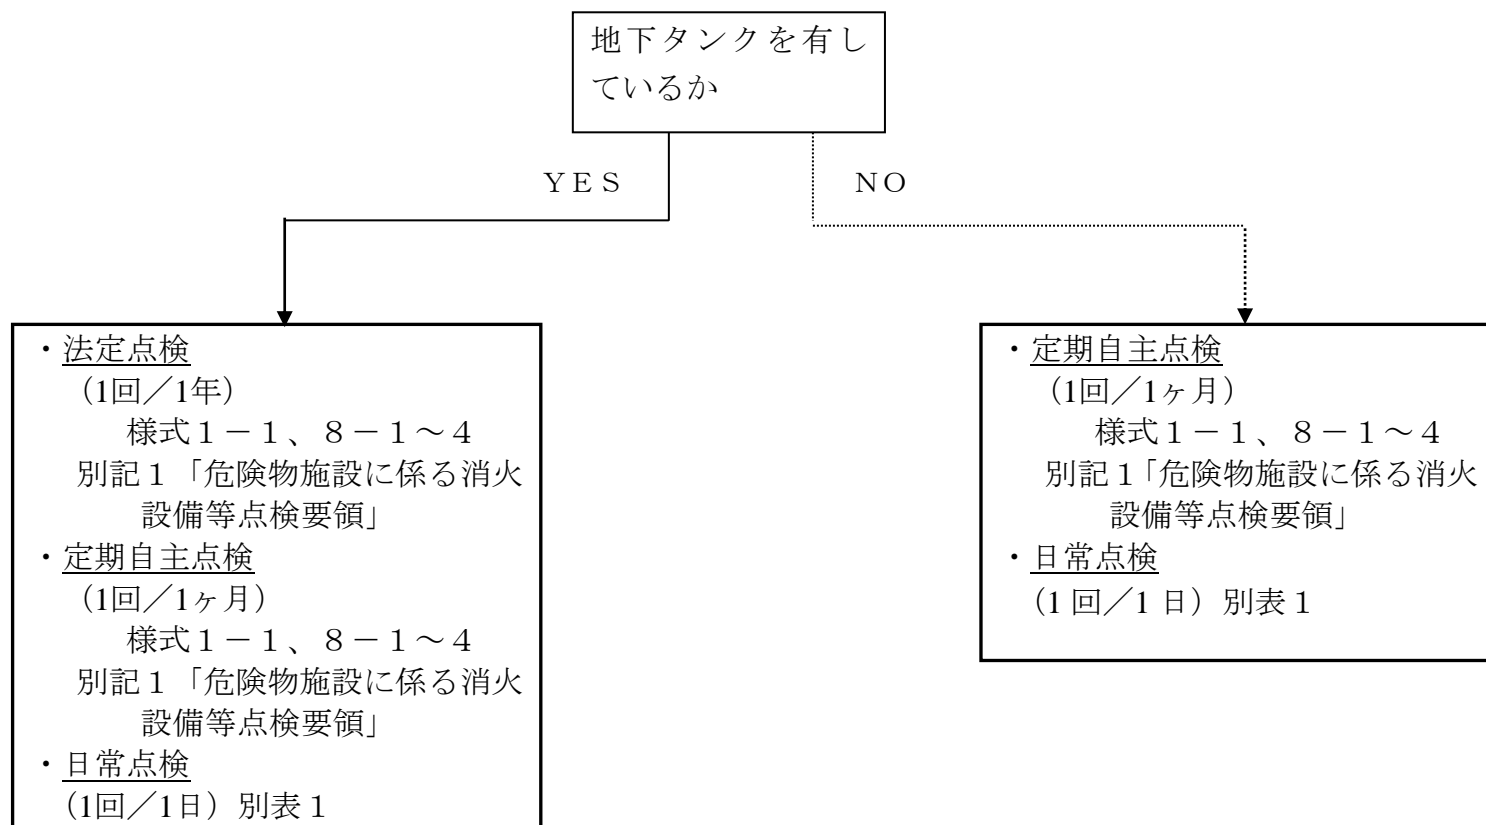 地下タンクを有し
ているか
ＹＥＳ
ＮＯ
・法定点検
（1回／1年）
様式１－１、８－１～４
別記１「危険物施設に係る消火
設備等点検要領」
・定期自主点検
（1回／1ヶ月）
様式１－１、８－１～４
別記１「危険物施設に係る消火
設備等点検要領」
・日常点検
（1回／1日）別表１
・定期自主点検
（1回／1ヶ月）
様式１－１、８－１～４
別記１「危険物施設に係る消火
設備等点検要領」
・日常点検
（1回／1日）別表１